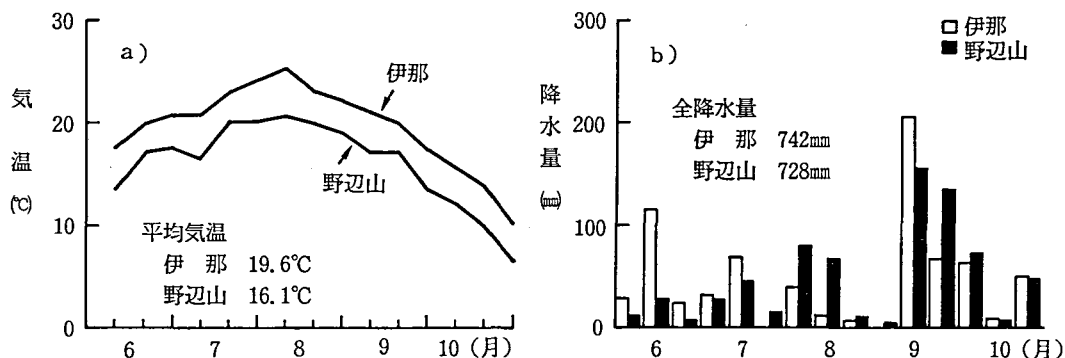 a)
気温(℃)
30
20
10
0
伊那
野辺山
平均気温
伊那 19.6℃
野辺山 16.1℃
6 7 8 9 10(月)
b)
降水量(㎜)
300
200
100
0
伊那
野辺山
全降水量
伊那 742mm
野辺山 728mm
6 7 8 9 10(月)